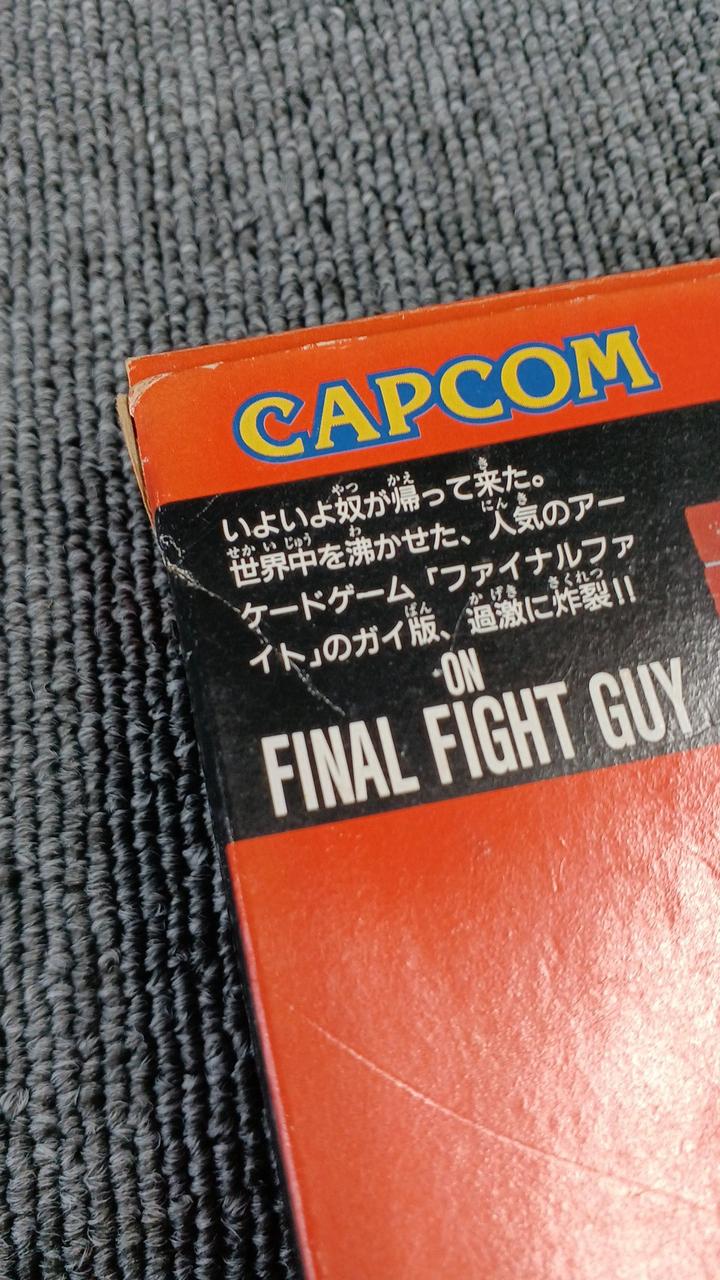 CAPCOM
いよいよ奴が帰って来た。
世界中を沸かせた、人気のアー
ケードゲーム「ファイナルファ
イト」のガイ版、過激に炸裂!!
ON
FINAL FIGHT GUY